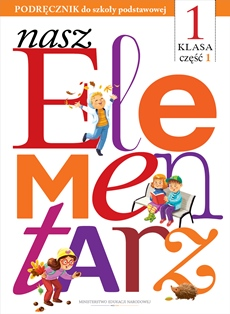 PODRĘCZNIK do szkoły podstawowej
1
KLASA
część 1
nasz
Ele
men
tarz
MINISTERSTWO EDUKACJI NARODOWEJ